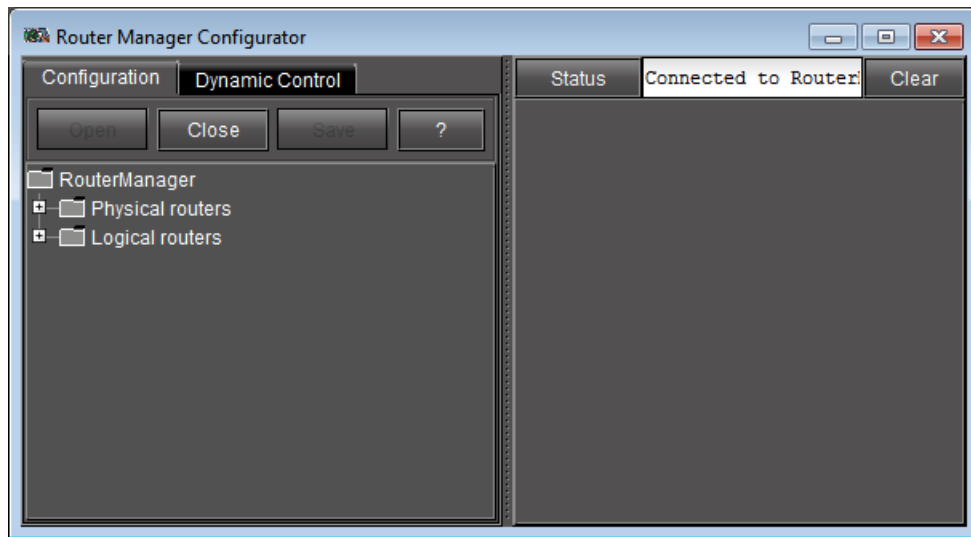 Router Manager Configurator
Configuration Dynamic Control
Status Connected to Router Clear
Open Close Save ?
RouterManager
Physical routers
Logical routers